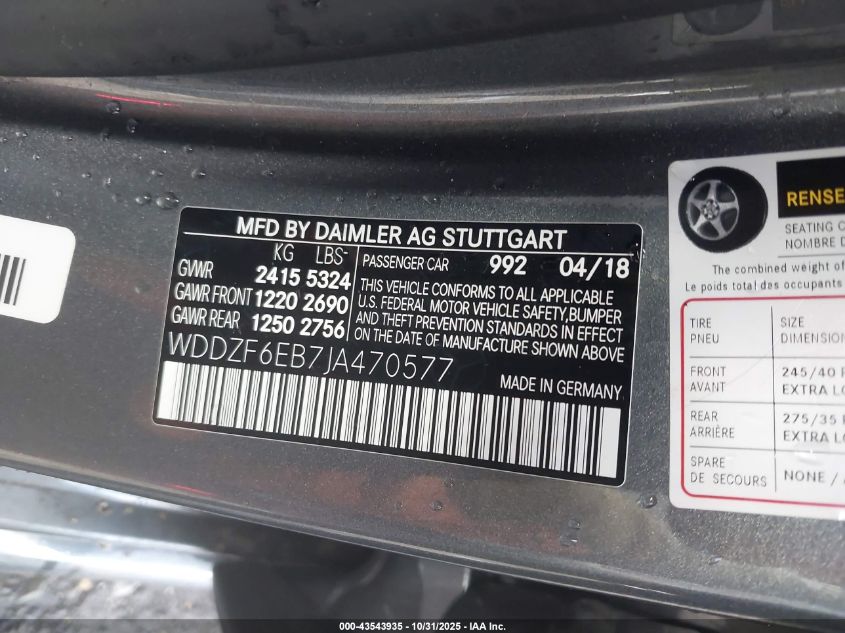 MFD BY DAIMLER AG STUTTGART
KG LBS-
GVWR 2415 5324
GAWR FRONT 1220 2690
GAWR REAR 1250 2756
PASSENGER CAR 992 04/18
THIS VEHICLE CONFORMS TO ALL APPLICABLE
U.S. FEDERAL MOTOR VEHICLE SAFETY,BUMPER
AND THEFT PREVENTION STANDARDS IN EFFECT
ON THE DATE OF MANUFACTURE SHOWN ABOVE
WDDZF6EB7JA470577
MADE IN GERMANY
SEATING
NOMBRE
The combined weight of
Le poids total des occupants
TIRE SIZE
PNEU DIMENSION
FRONT 245/40
AVANT EXTRA
REAR 275/35
ARRIÈRE EXTRA
SPARE
DE SECOURS NONE /
000-43543935 - 10/31/2025 - IAA Inc.